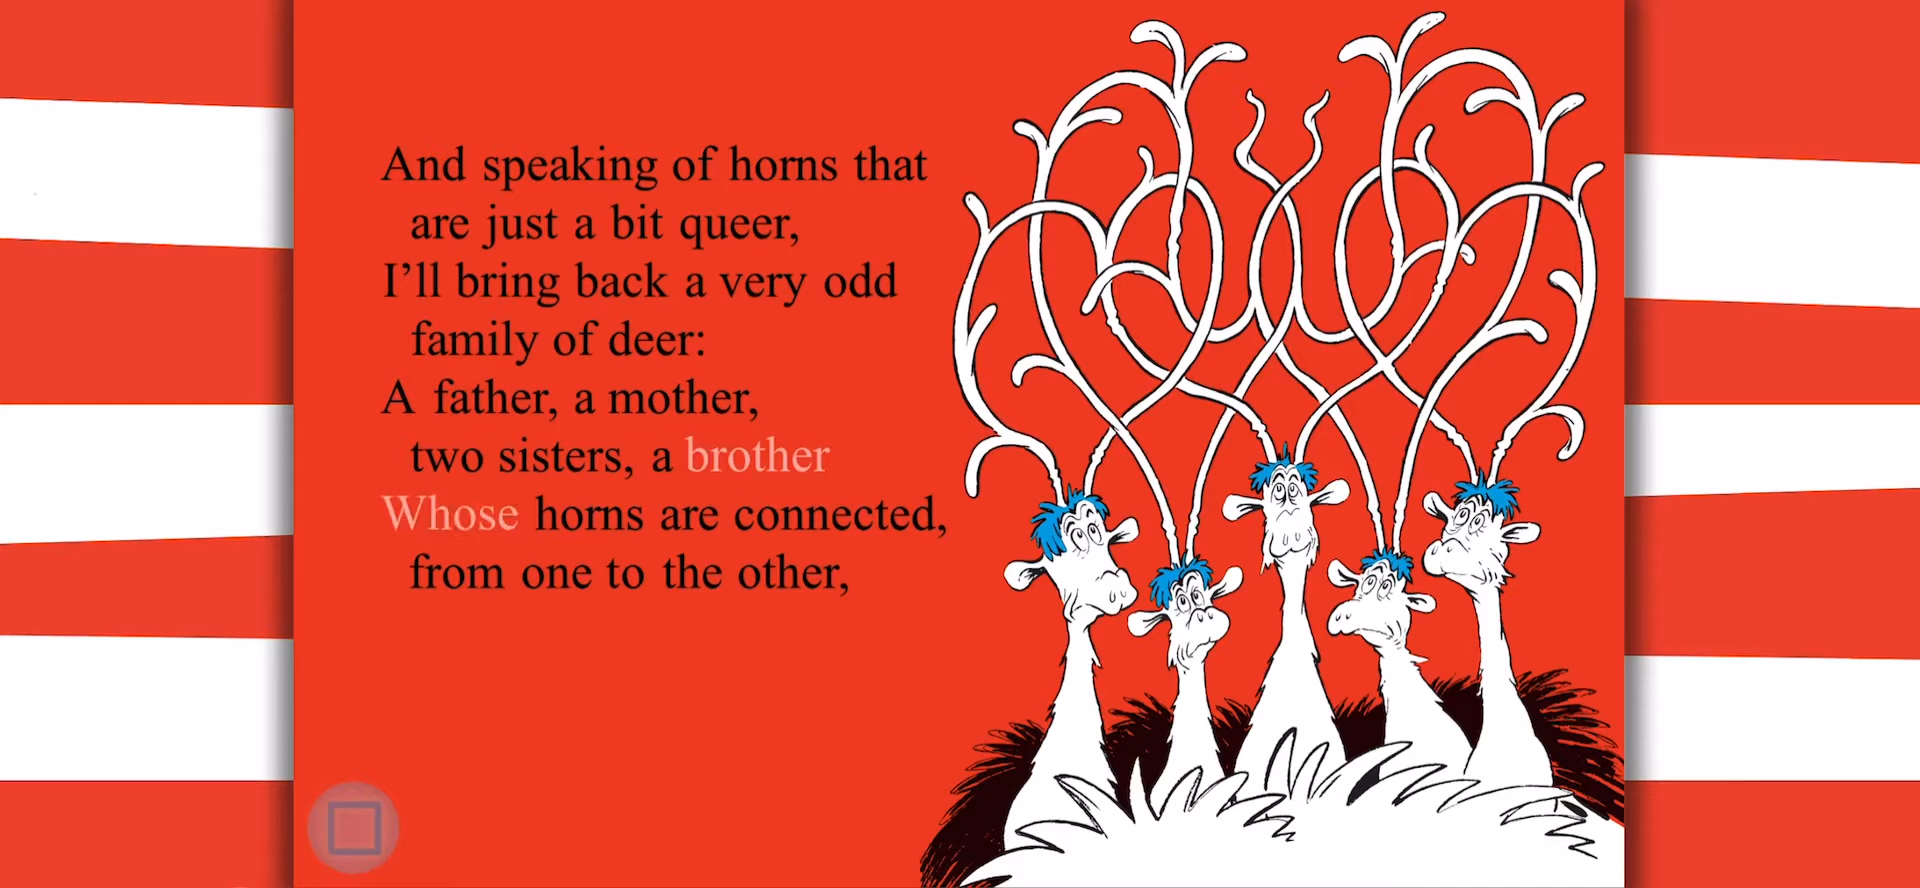 And speaking of horns that
are just a bit queer,
I’ll bring back a very odd
family of deer:
A father, a mother,
two sisters, a brother
Whose horns are connected,
from one to the other,